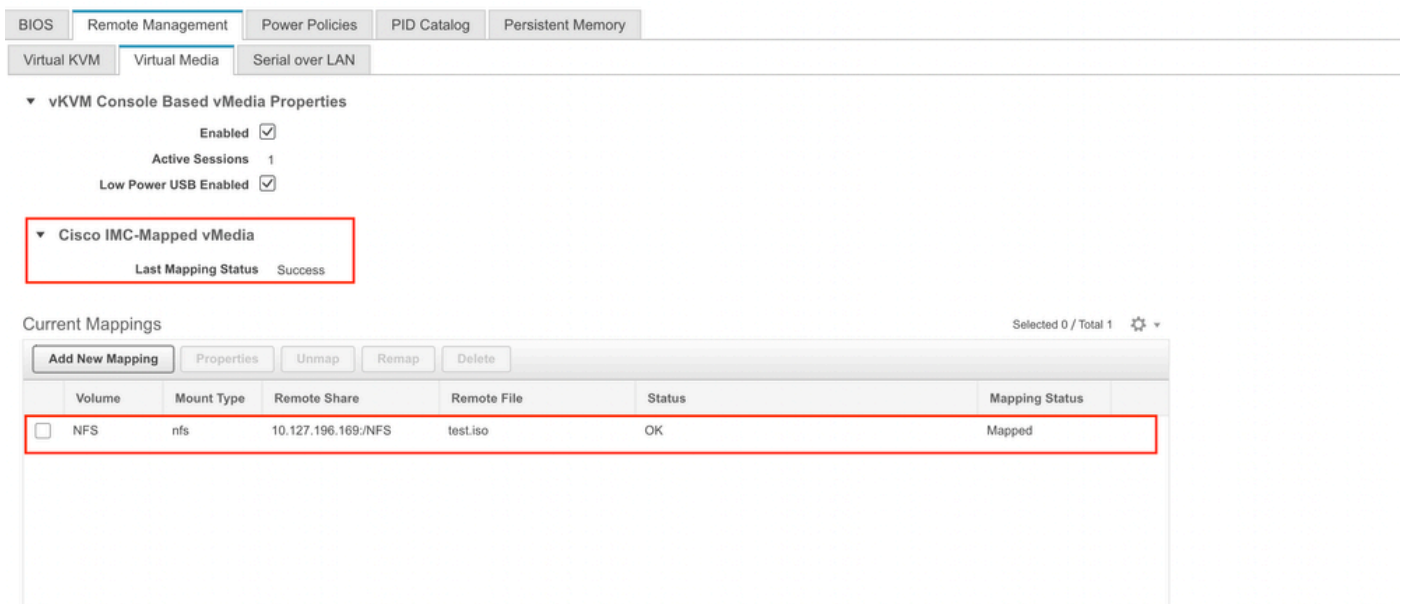 BIOS Remote Management Power Policies PID Catalog Persistent Memory
Virtual KVM Virtual Media Serial over LAN
vKVM Console Based vMedia Properties
Enabled
Active Sessions 1
Low Power USB Enabled
Cisco IMC-Mapped vMedia
Last Mapping Status Success
Current Mappings Selected 0 / Total 1
Add New Mapping Properties Unmap Remap Delete
Volume Mount Type Remote Share Remote File Status Mapping Status
NFS nfs 10.127.196.169:/NFS test.iso OK Mapped